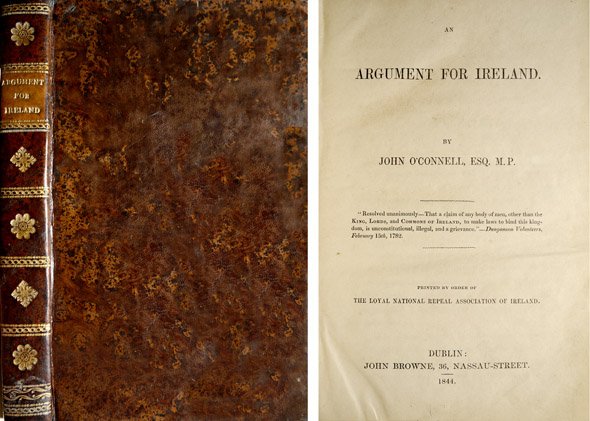 ARGUMENT
FOR
IRELAND
AN
ARGUMENT FOR IRELAND.
BY
JOHN O'CONNELL, ESQ. M.P.
"Resolved unanimously—That a claim of any body of men, other than the
KING, LORDS, and COMMONS OF IRELAND, to make laws to bind this king-
dom, is unconstitutional, illegal, and a grievance."—Dungannon Volunteers,
February 15th, 1782.
PRINTED BY ORDER OF
THE LOYAL NATIONAL REPEAL ASSOCIATION OF IRELAND.
DUBLIN:
JOHN BROWNE, 36, NASSAU-STREET.
1844.